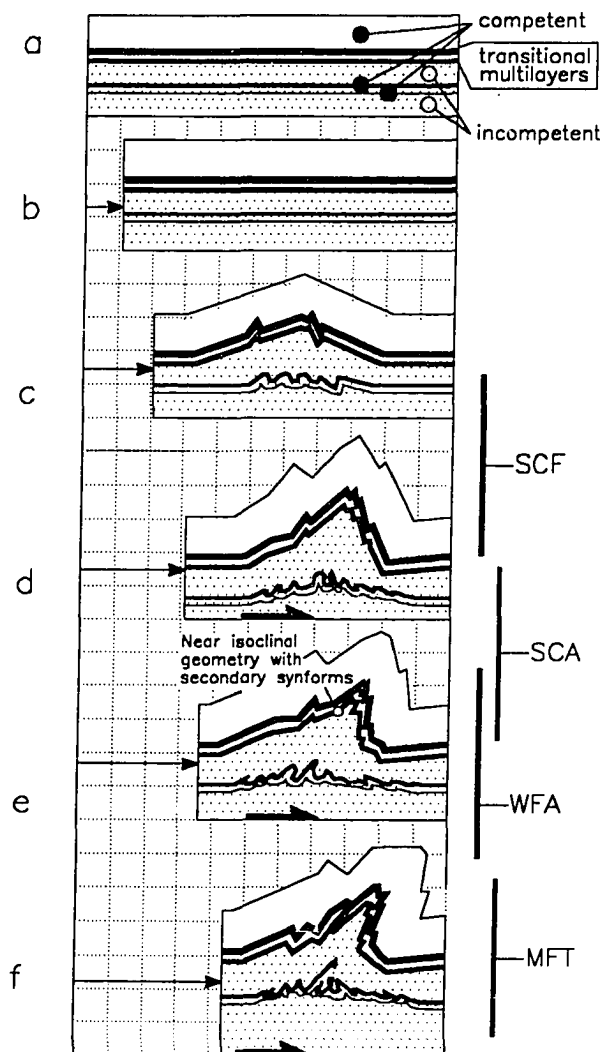 a
competent
transitional
multilayers
incompetent
b
c
SCF
d
Near isoclinal
geometry with
secondary synforms
SCA
e
WFA
f
MFT